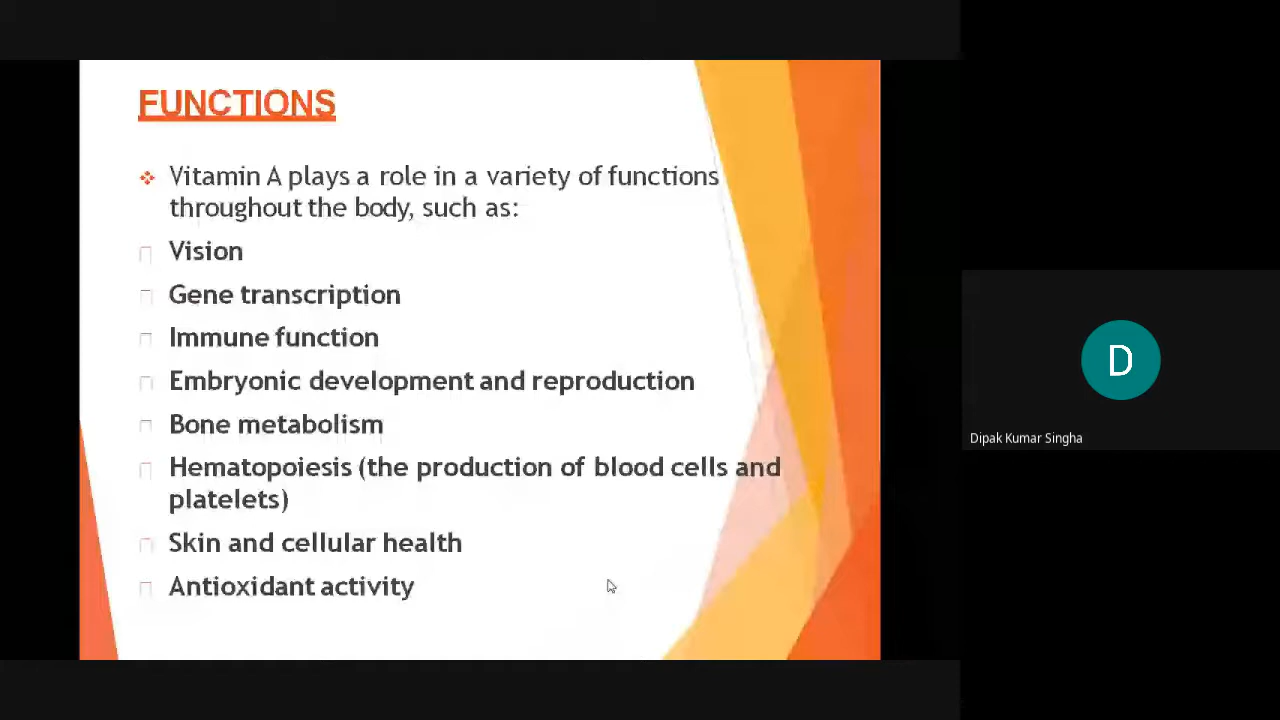 FUNCTIONS
Vitamin A plays a role in a variety of functions
throughout the body, such as:
Vision
Gene transcription
Immune function
Embryonic development and reproduction
Bone metabolism
Hematopoiesis (the production of blood cells and
platelets)
Skin and cellular health
Antioxidant activity
D
Dipak Kumar Singha